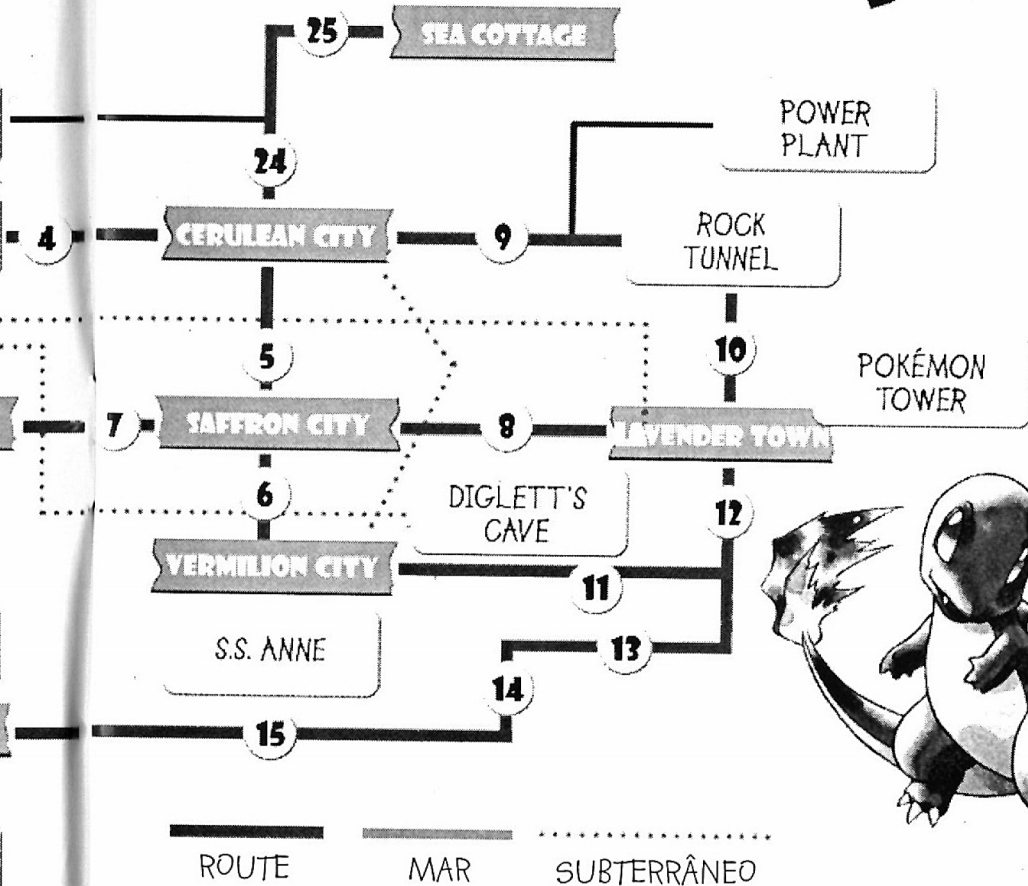 25
SEA COTTAGE
POWER
PLANT
24
4
CERULEAN CITY
9
ROCK
TUNNEL
5
10
POKÉMON
TOWER
7
SAFFRON CITY
8
LAVENDER TOWN
6
DIGLETT'S
CAVE
12
VERMILION CITY
11
S.S. ANNE
13
14
15
ROUTE
MAR
SUBTERRÂNEO